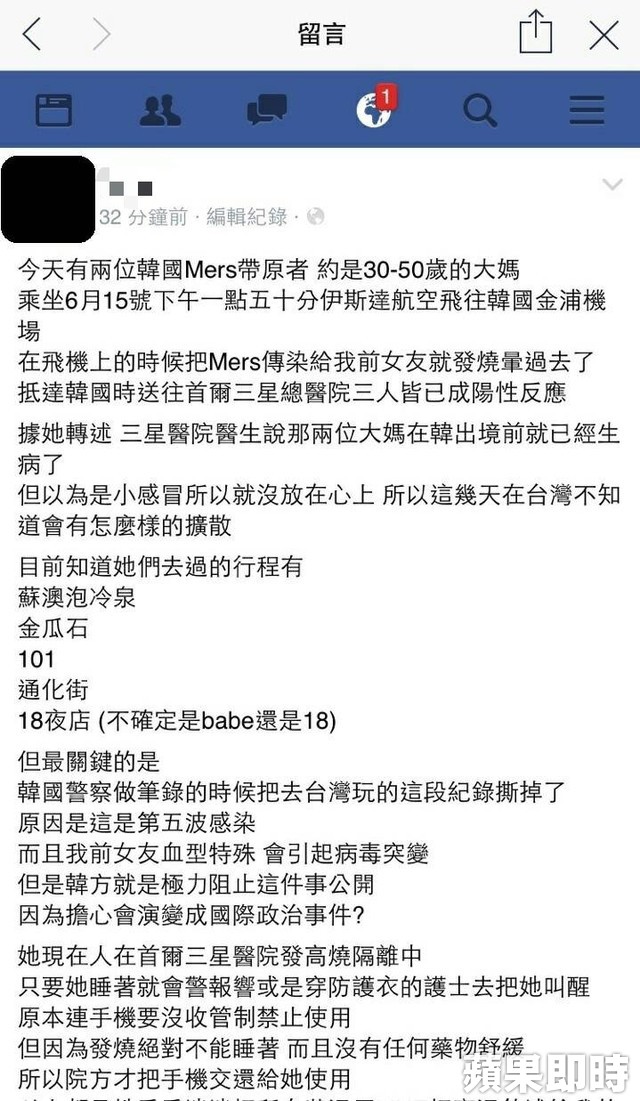 留言
1
32 分鐘前 · 編輯紀錄 ·
今天有兩位韓國Mers帶原者 約是30-50歲的大媽
乘坐6月15號下午一點五十分伊斯達航空飛往韓國金浦機
場
在飛機上的時候把Mers傳染給我前女友就發燒暈過去了
抵達韓國時送往首爾三星總醫院三人皆已成陽性反應
據她轉述 三星醫院醫生說那兩位大媽在韓出境前就已經生
病了
但以為是小感冒所以就沒放在心上 所以這幾天在台灣不知
道會有怎麼樣的擴散
目前知道她們去過的行程有
蘇澳泡冷泉
金瓜石
101
通化街
18夜店 (不確定是babe還是18)
但最關鍵的是
韓國警察做筆錄的時候把去台灣玩的這段紀錄撕掉了
原因是這是第五波感染
而且我前女友血型特殊 會引起病毒突變
但是韓方就是極力阻止這件事公開
因為擔心會演變成國際政治事件?
她現在人在首爾三星醫院發高燒隔離中
只要她睡著就會警報響或是穿防護衣的護士去把她叫醒
原本連手機要沒收管制禁止使用
但因為發燒絕對不能睡著 而且沒有任何藥物舒緩
所以院方才把手機交還給她使用
蘋果即時